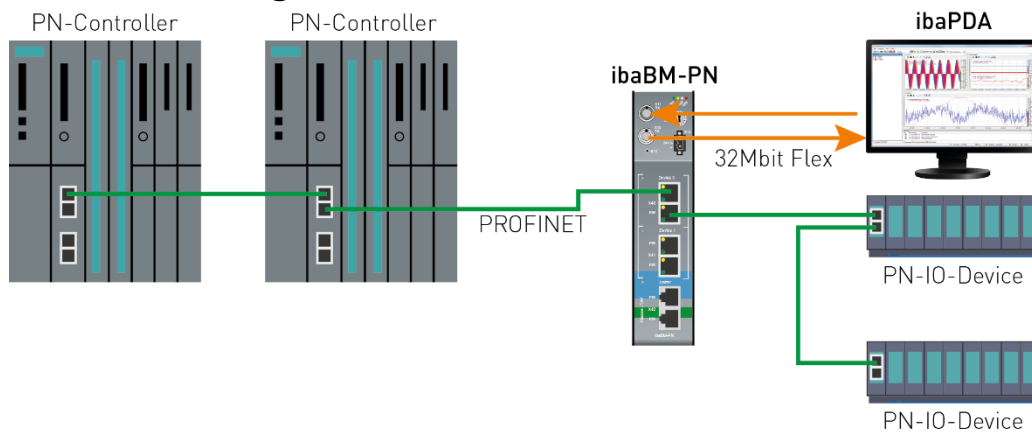 PN-Controller
PN-Controller
ibaPDA
ibaBM-PN
32Mbit Flex
PROFINET
PN-IO-Device
PN-IO-Device